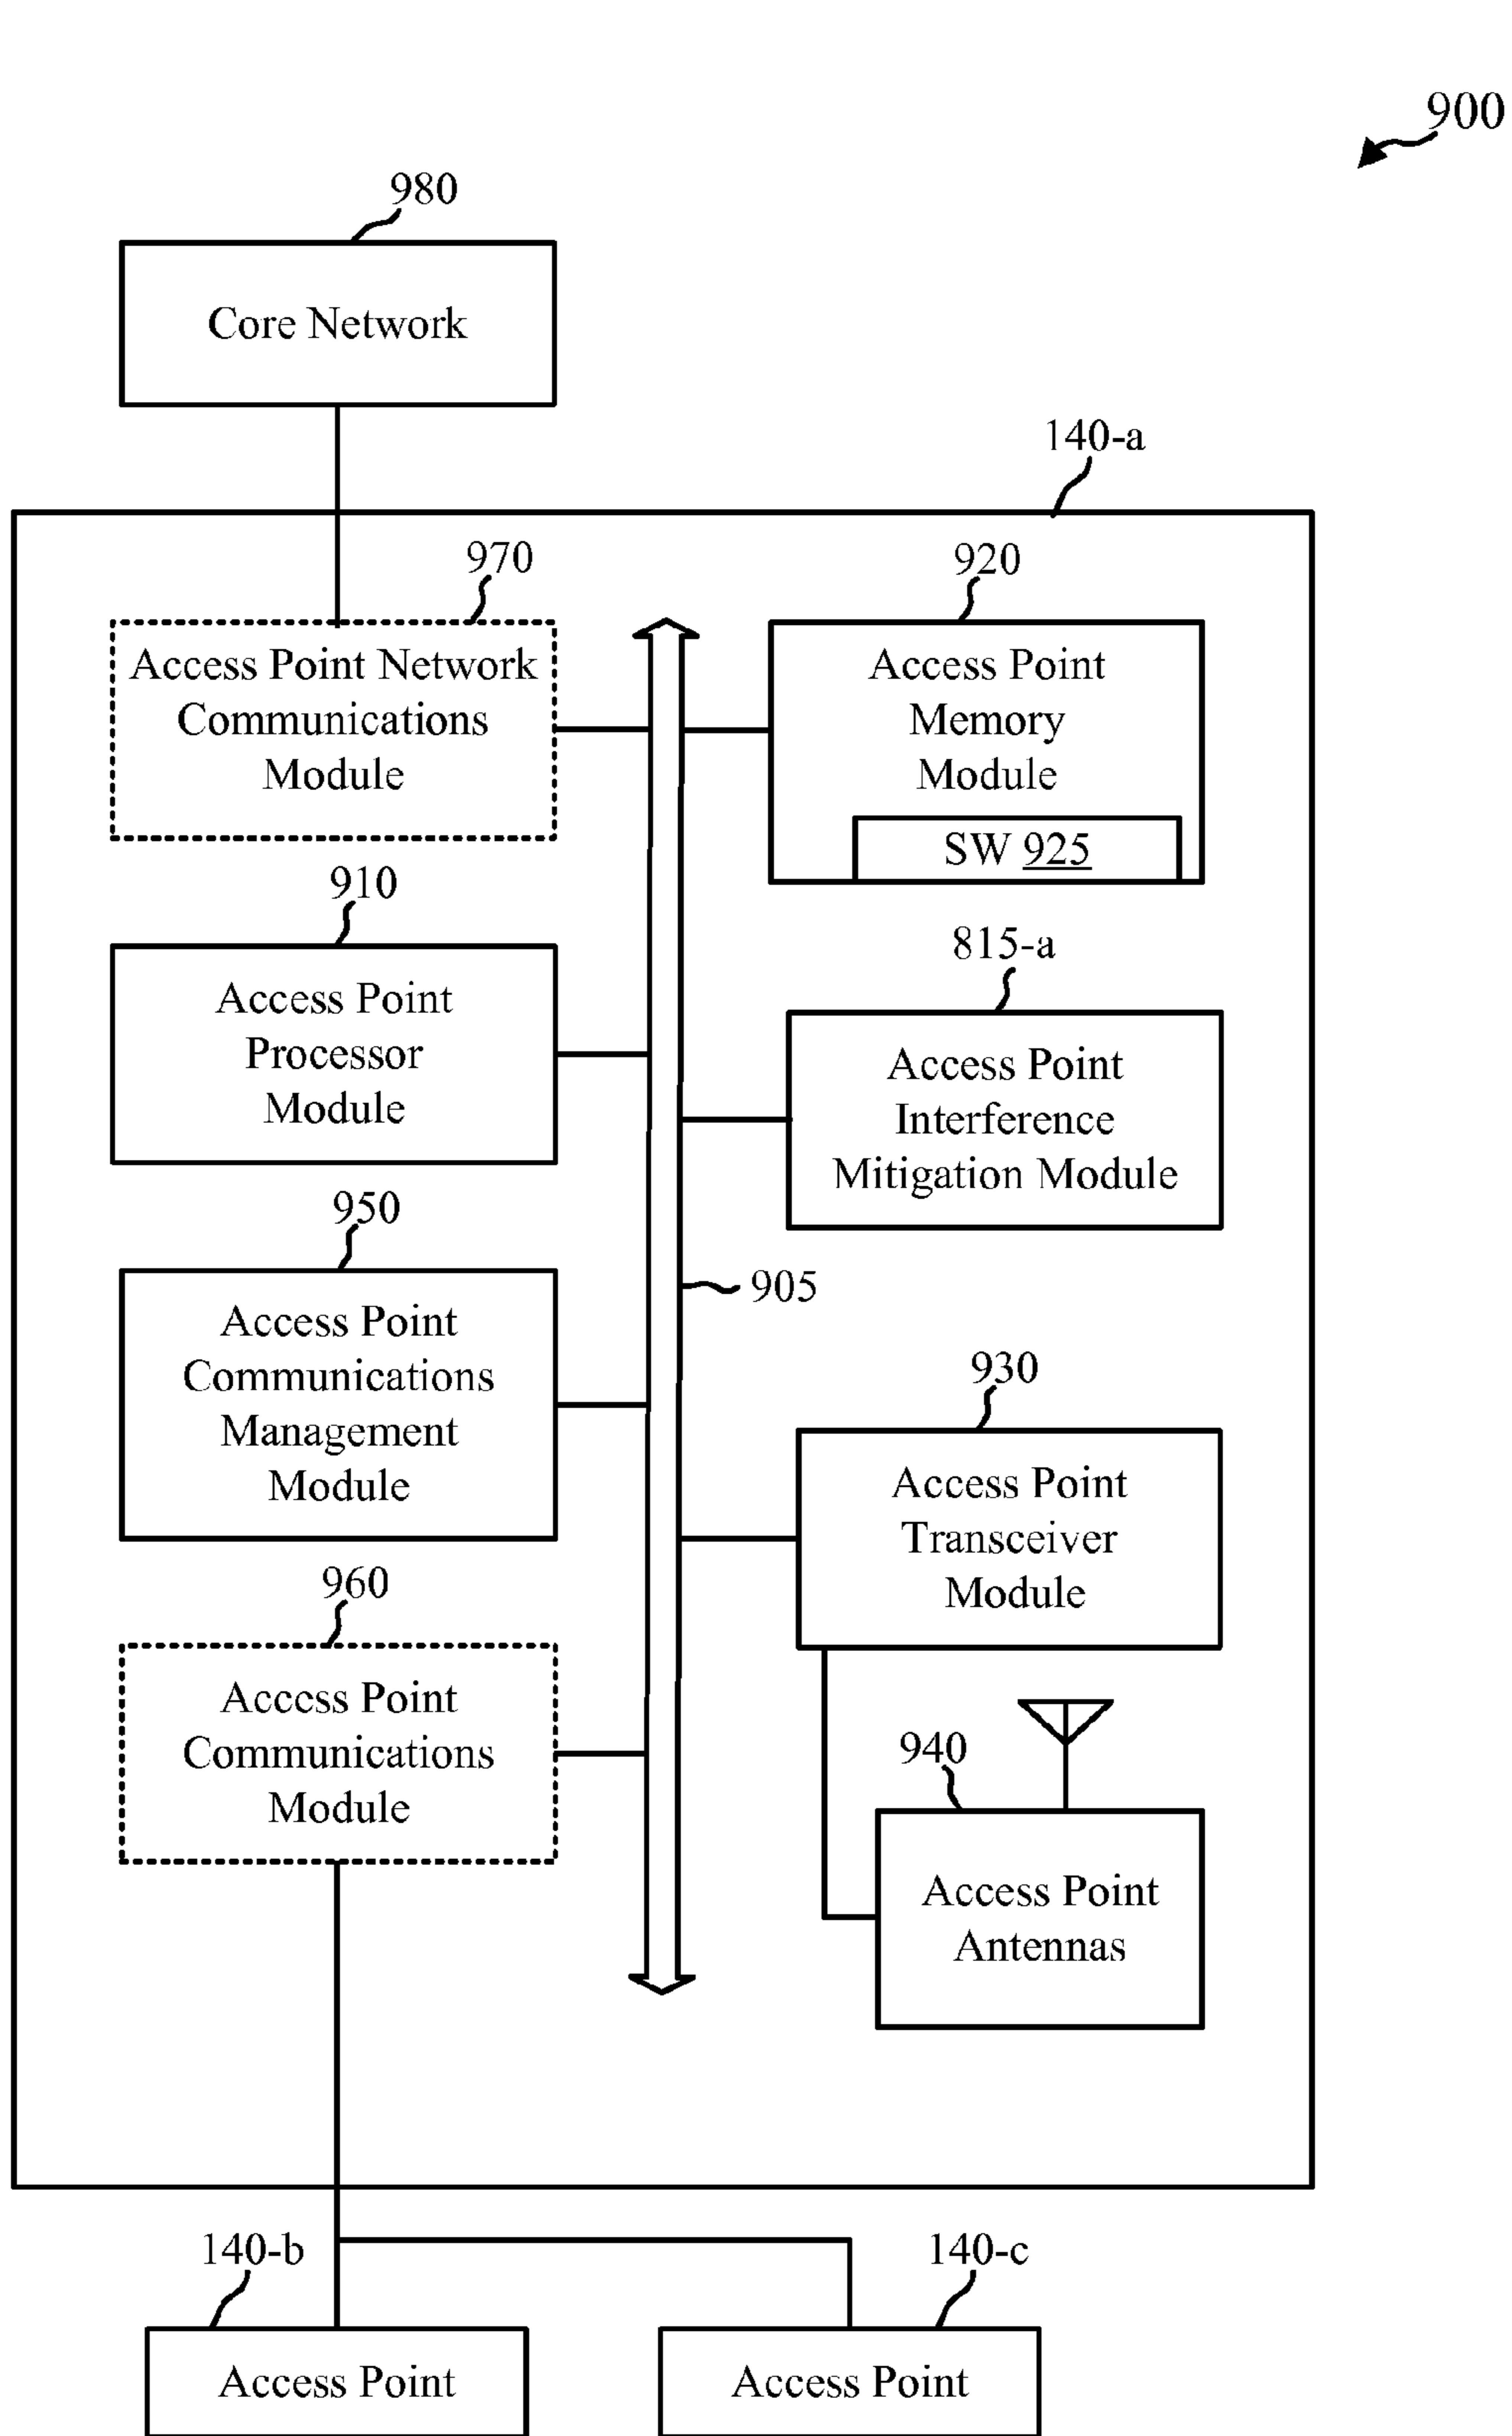 900
980
Core Network
140-a
970
Access Point Network
Communications
Module
920
Access Point
Memory
Module
SW 925
910
Access Point
Processor
Module
815-a
Access Point
Interference
Mitigation Module
950
Access Point
Communications
Management
Module
905
930
Access Point
Transceiver
Module
960
Access Point
Communications
Module
940
Access Point
Antennas
140-b
Access Point
140-c
Access Point